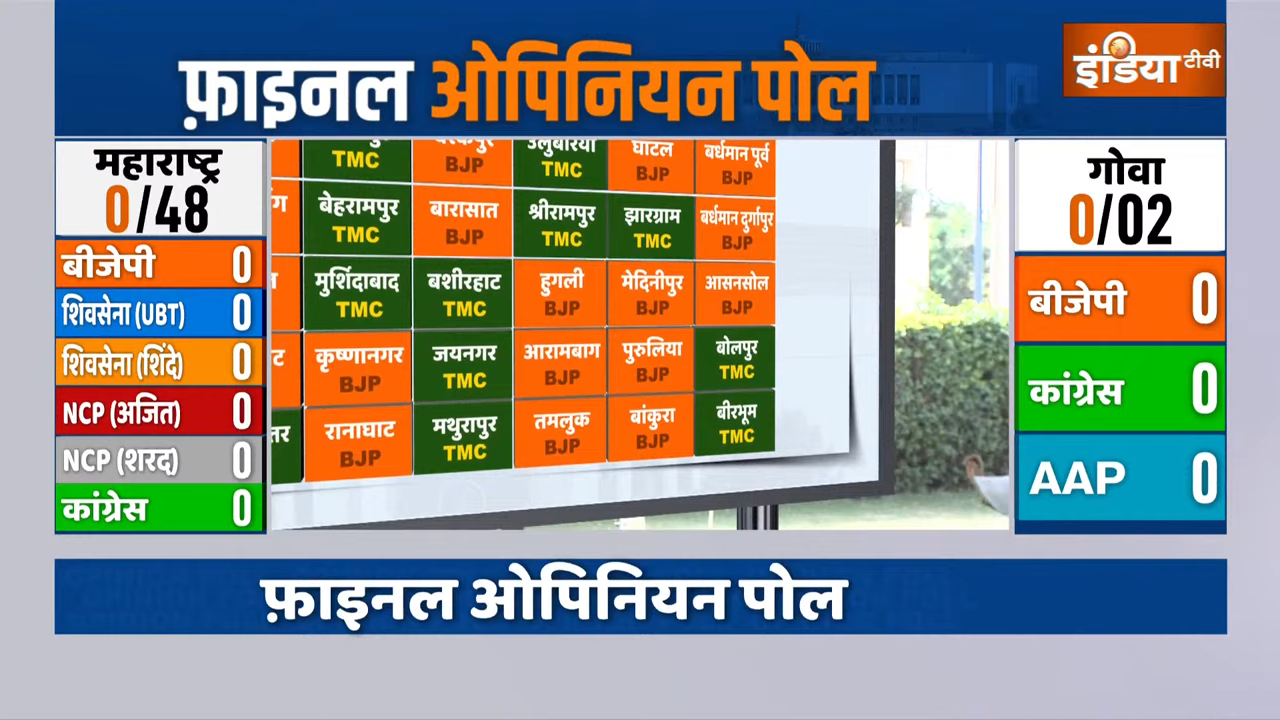 फ़ाइनल ओपिनियन पोल
इंडिया टीवी
महाराष्ट्र
0/48
बीजेपी 0
शिवसेना (UBT) 0
शिवसेना (शिंदे) 0
NCP (अजित) 0
NCP (शरद) 0
कांग्रेस 0
TMC
BJP
उलुबेरिया
TMC
घाटल
BJP
बर्धमान पूर्व
BJP
बेहरामपुर
TMC
बारासात
BJP
श्रीरामपुर
TMC
झारग्राम
TMC
बर्धमान दुर्गापुर
BJP
मुर्शिदाबाद
TMC
बशीरहाट
TMC
हुगली
BJP
मेदिनीपुर
BJP
आसनसोल
BJP
कृष्णानगर
BJP
जयनगर
TMC
आरामबाग
BJP
पुरुलिया
BJP
बोलपुर
TMC
रानाघाट
BJP
मथुरापुर
TMC
तमलुक
BJP
बांकुरा
BJP
बीरभूम
TMC
गोवा
0/02
बीजेपी 0
कांग्रेस 0
AAP 0
फ़ाइनल ओपिनियन पोल